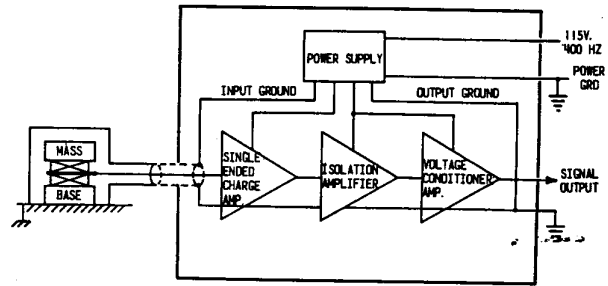 115V.
400 HZ
POWER SUPPLY
POWER
GRD
INPUT GROUND
OUTPUT GROUND
MASS
BASE
SINGLE
ENDED
CHARGE
AMP
ISOLATION
AMPLIFIER
VOLTAGE
CONDITIONER
AMP.
SIGNAL
OUTPUT